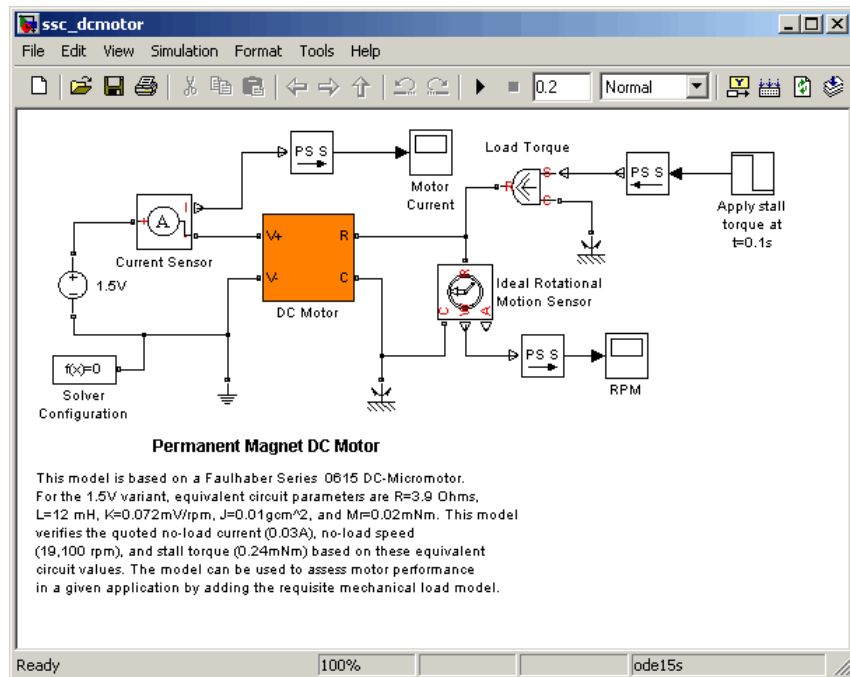 ssc_dcmotor
File Edit View Simulation Format Tools Help
0.2 Normal
PS S
Motor
Current
Load Torque
R S C
PS S
Apply stall
torque at
t=0.1s
A
+ I -
Current Sensor
1.5V
V+ R
V- C
DC Motor
R
C W A
Ideal Rotational
Motion Sensor
PS S
RPM
f(x)=0
Solver
Configuration
Permanent Magnet DC Motor
This model is based on a Faulhaber Series 0615 DC-Micromotor.
For the 1.5V variant, equivalent circuit parameters are R=3.9 Ohms,
L=12 mH, K=0.072mV/rpm, J=0.01gcm^2, and Mr=0.02mNm. This model
verifies the quoted no-load current (0.03A), no-load speed
(19,100 rpm), and stall torque (0.24mNm) based on these equivalent
circuit values. The model can be used to assess motor performance
in a given application by adding the requisite mechanical load model.
Ready 100% ode15s